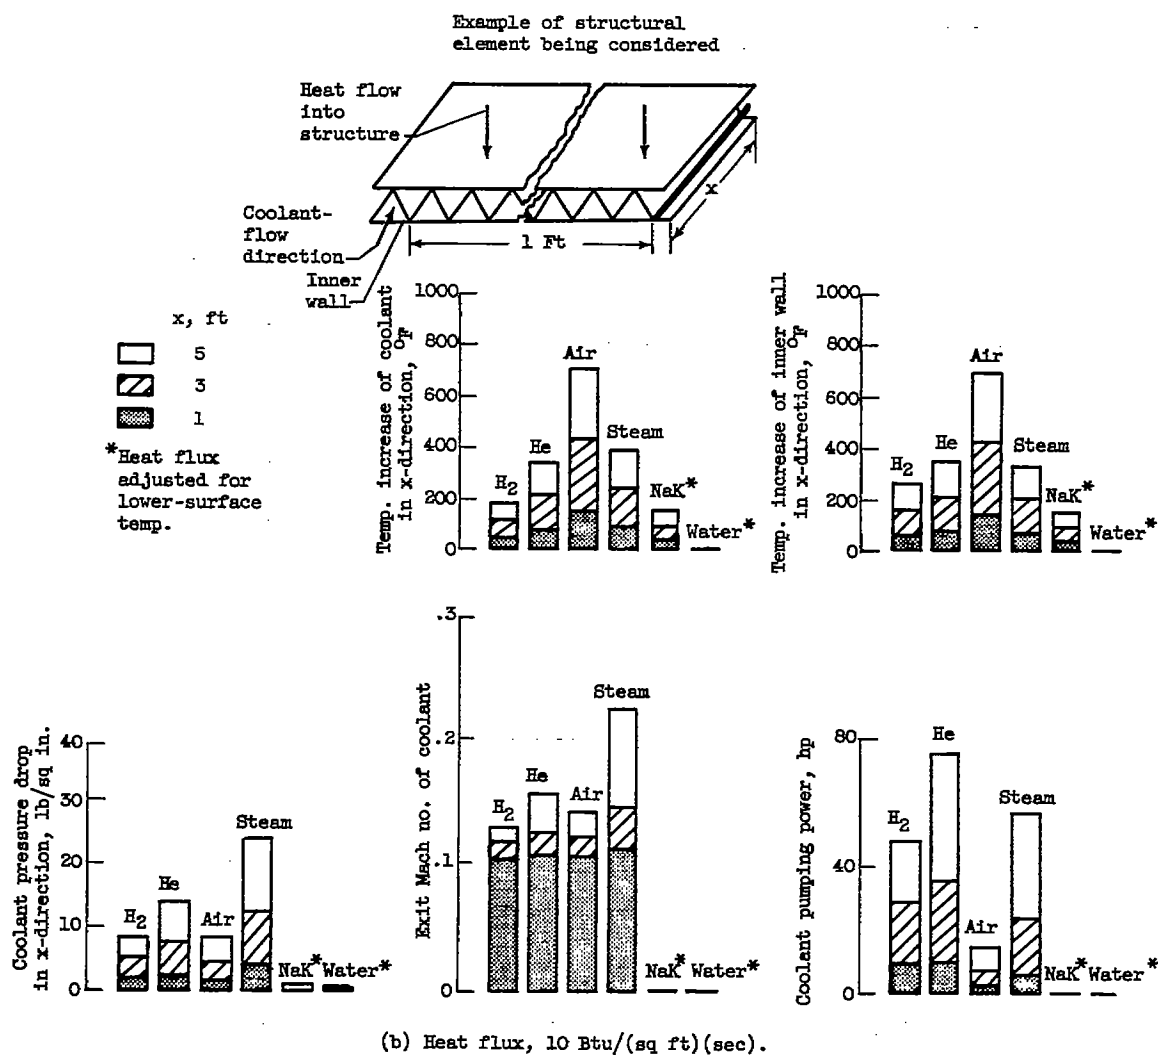 Example of structural
element being considered
Heat flow
into
structure
Coolant-
flow
direction
Inner
wall
1 Ft
x
x, ft
5
3
1
*Heat flux
adjusted for
lower-surface
temp.
Temp. increase of coolant
in x-direction, °F
1000
800
600
400
200
0
H2
He
Air
Steam
NaK*
Water*
Temp. increase of inner wall
in x-direction, °F
1000
800
600
400
200
0
H2
He
Air
Steam
NaK*
Water*
Coolant pressure drop
in x-direction, lb/sq in.
40
30
20
10
0
H2
He
Air
Steam
NaK*
Water*
Exit Mach no. of coolant
.3
.2
.1
0
H2
He
Air
Steam
NaK*
Water*
Coolant pumping power, hp
80
40
0
H2
He
Air
Steam
NaK*
Water*
(b) Heat flux, 10 Btu/(sq ft)(sec).